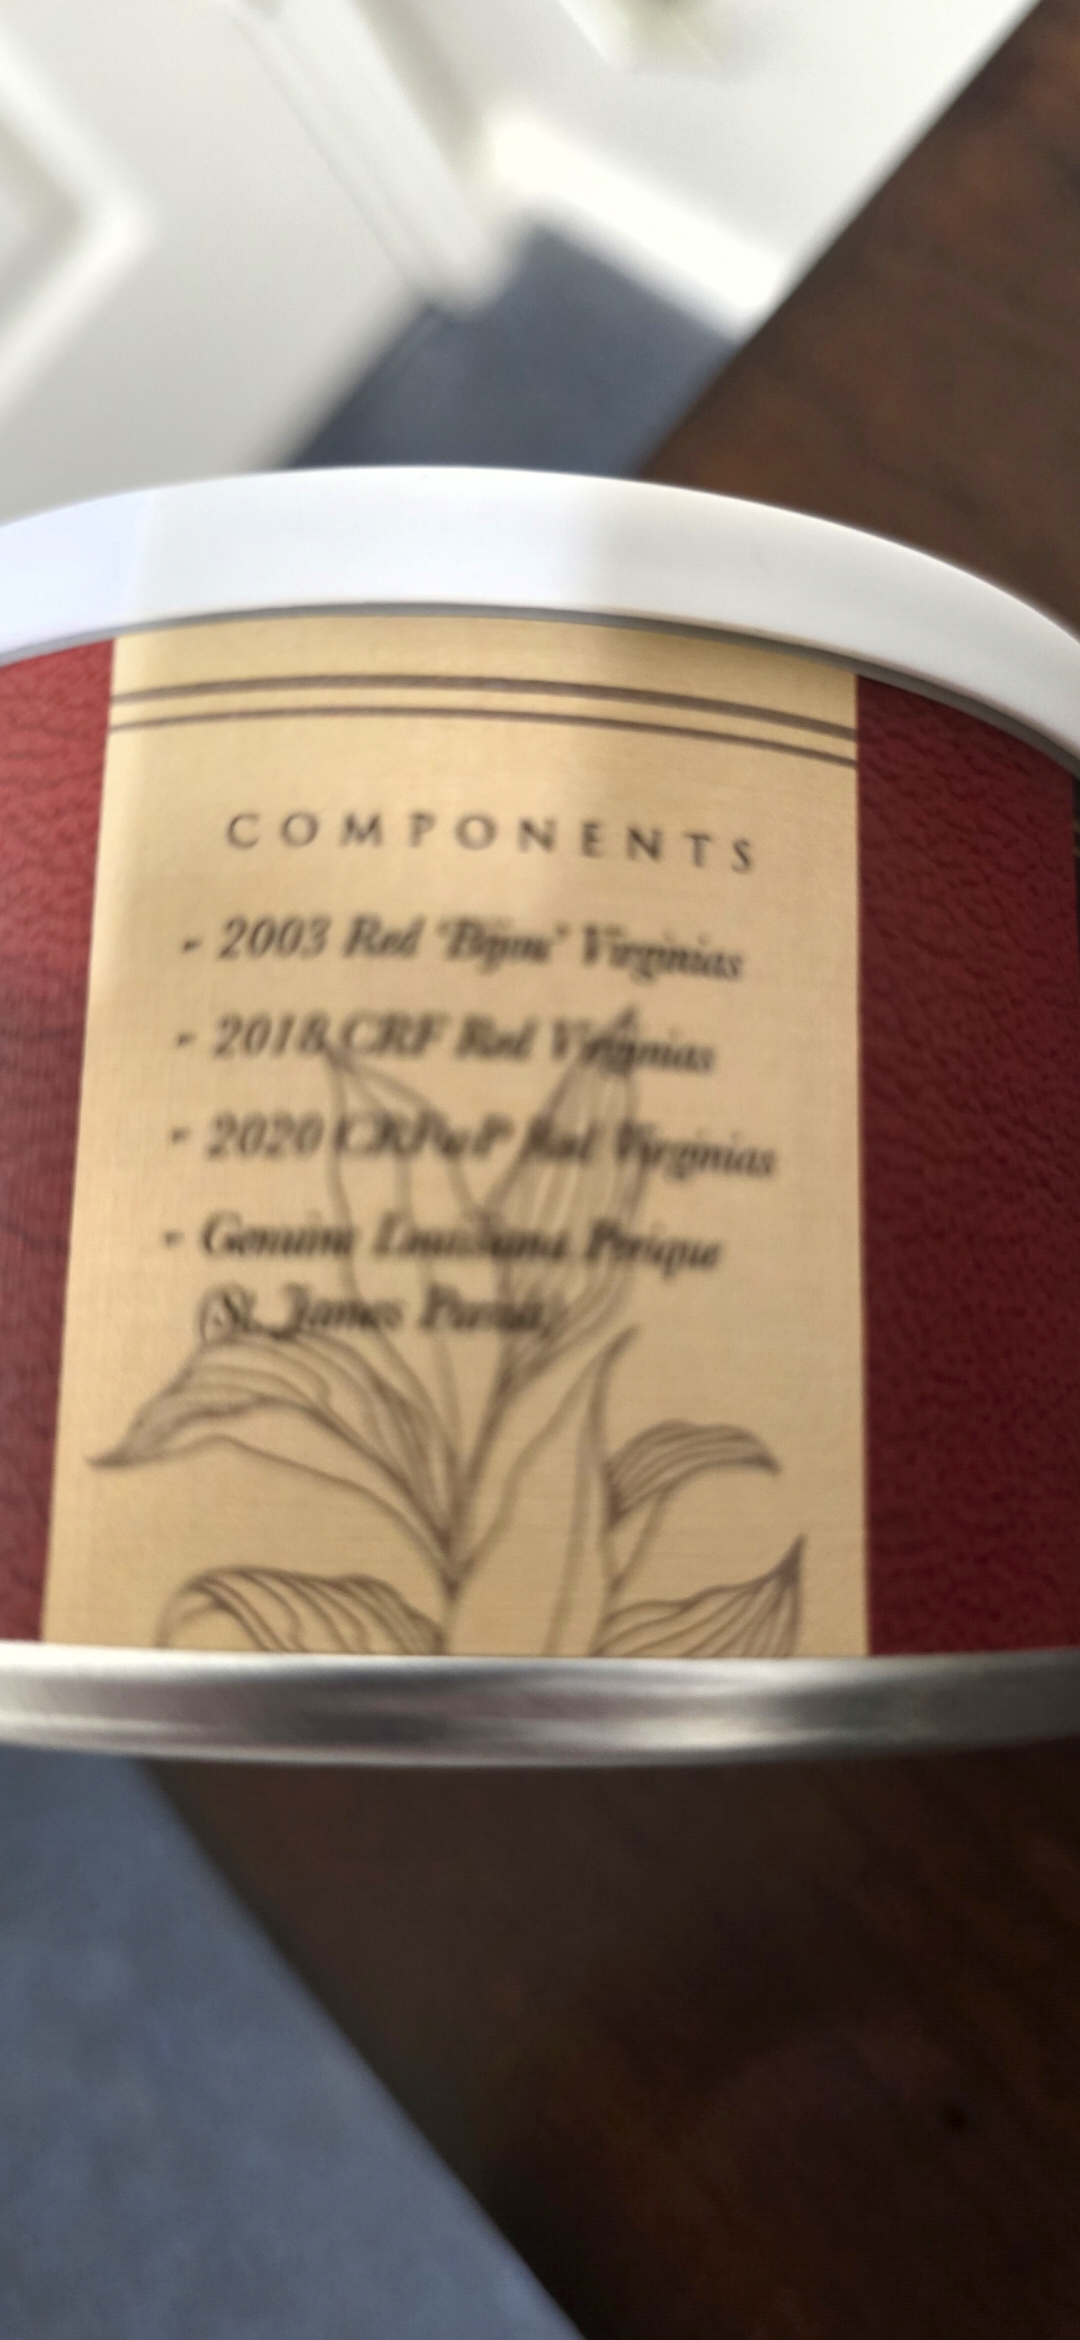 COMPONENTS
- 2003 Red 'Bijou' Virginias
- 2018 CRF Red Virginias
- 2020 Red Virginias
- Genuine Louisiana Perique
(St. James Parish)